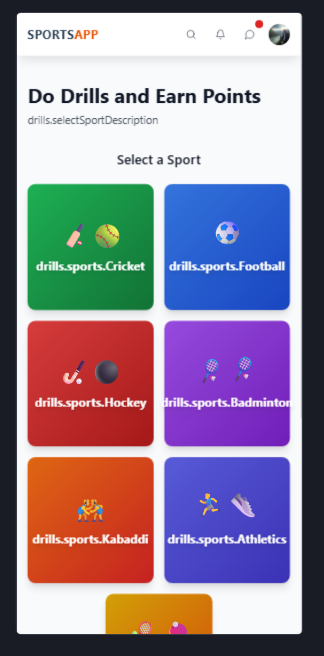 SPORTSAPP
Do Drills and Earn Points
drills.selectSportDescription
Select a Sport
drills.sports.Cricket
drills.sports.Football
drills.sports.Hockey
drills.sports.Badminton
drills.sports.Kabaddi
drills.sports.Athletics